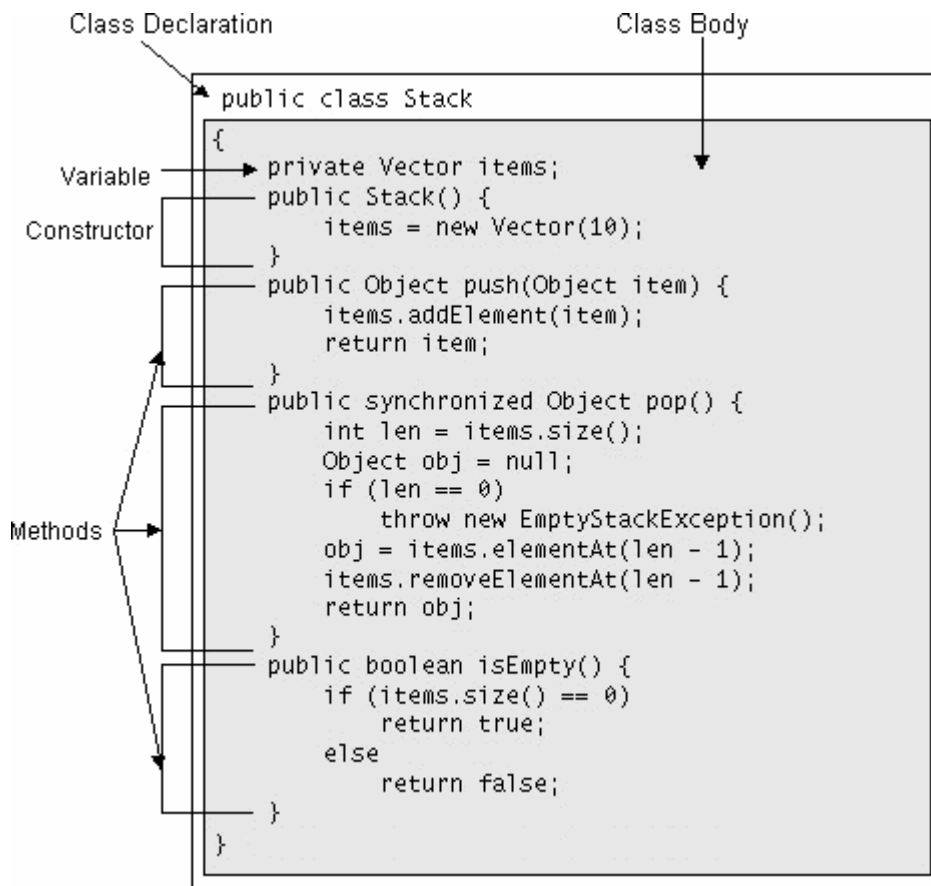 Class Declaration
Class Body
public class Stack
{
Variable
private Vector items;
Constructor
public Stack() {
items = new Vector(10);
}
public Object push(Object item) {
items.addElement(item);
return item;
}
Methods
public synchronized Object pop() {
int len = items.size();
Object obj = null;
if (len == 0)
throw new EmptyStackException();
obj = items.elementAt(len - 1);
items.removeElementAt(len - 1);
return obj;
}
public boolean isEmpty() {
if (items.size() == 0)
return true;
else
return false;
}
}